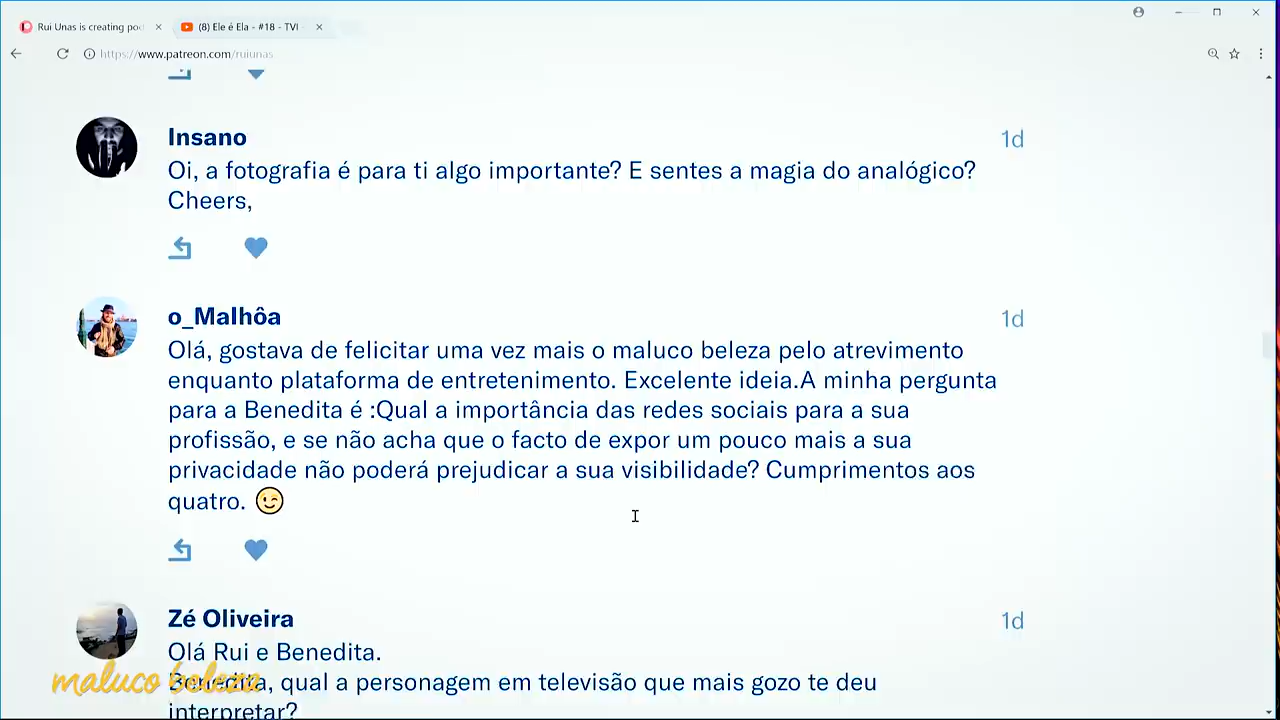 Rui Unas is creating pod
(8) Ele é Ela - #18 - TVI
https://www.patreon.com/ruiunas
Insano
1d
Oi, a fotografia é para ti algo importante? E sentes a magia do analógico?
Cheers,
o_Malhôa
1d
Olá, gostava de felicitar uma vez mais o maluco beleza pelo atrevimento
enquanto plataforma de entretenimento. Excelente ideia.A minha pergunta
para a Benedita é :Qual a importância das redes sociais para a sua
profissão, e se não acha que o facto de expor um pouco mais a sua
privacidade não poderá prejudicar a sua visibilidade? Cumprimentos aos
quatro. 😉
Zé Oliveira
1d
Olá Rui e Benedita.
Benedita, qual a personagem em televisão que mais gozo te deu
interpretar?
maluco beleza